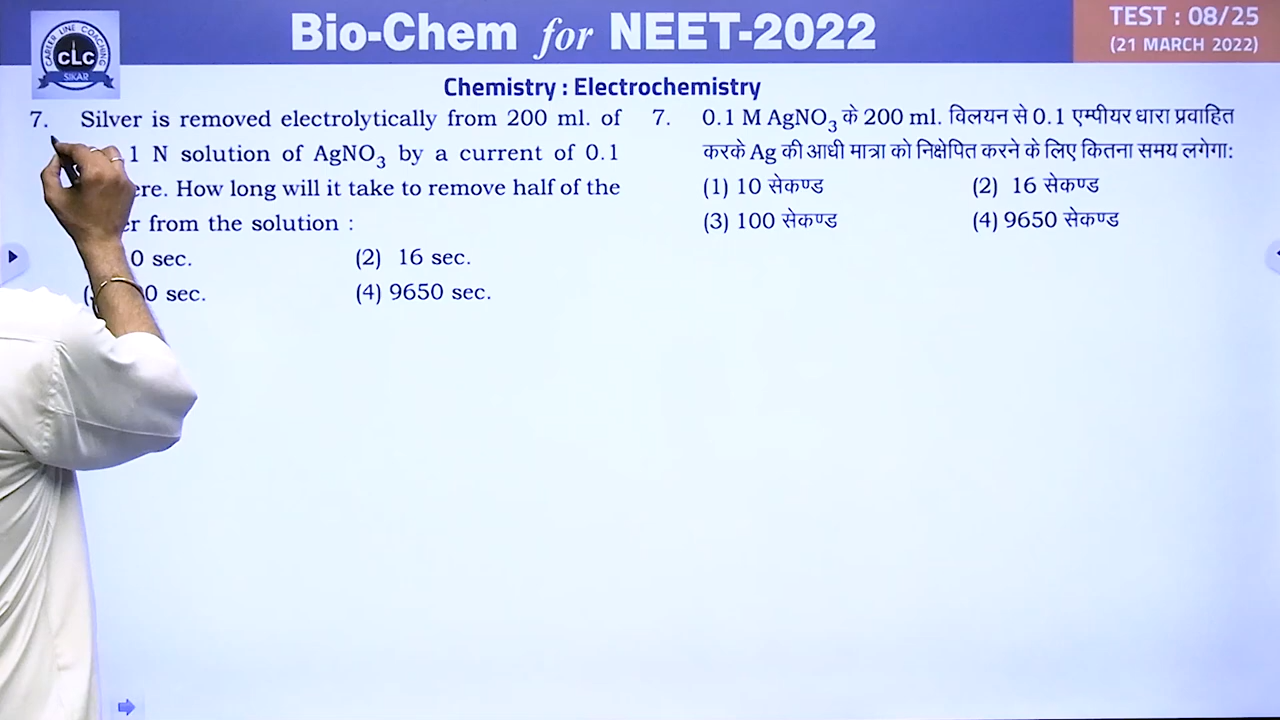 Bio-Chem for NEET-2022
TEST : 08/25
(21 MARCH 2022)
CAREER LINE COACHING
CLC
SIKAR
Chemistry : Electrochemistry
7. Silver is removed electrolytically from 200 ml. of
1 N solution of AgNO3 by a current of 0.1
ere. How long will it take to remove half of the
er from the solution :
0 sec. (2) 16 sec.
0 sec. (4) 9650 sec.
7. 0.1 M AgNO3 के 200 ml. विलयन से 0.1 एम्पीयर धारा प्रवाहित
करके Ag की आधी मात्रा को निक्षेपित करने के लिए कितना समय लगेगा:
(1) 10 सेकण्ड (2) 16 सेकण्ड
(3) 100 सेकण्ड (4) 9650 सेकण्ड